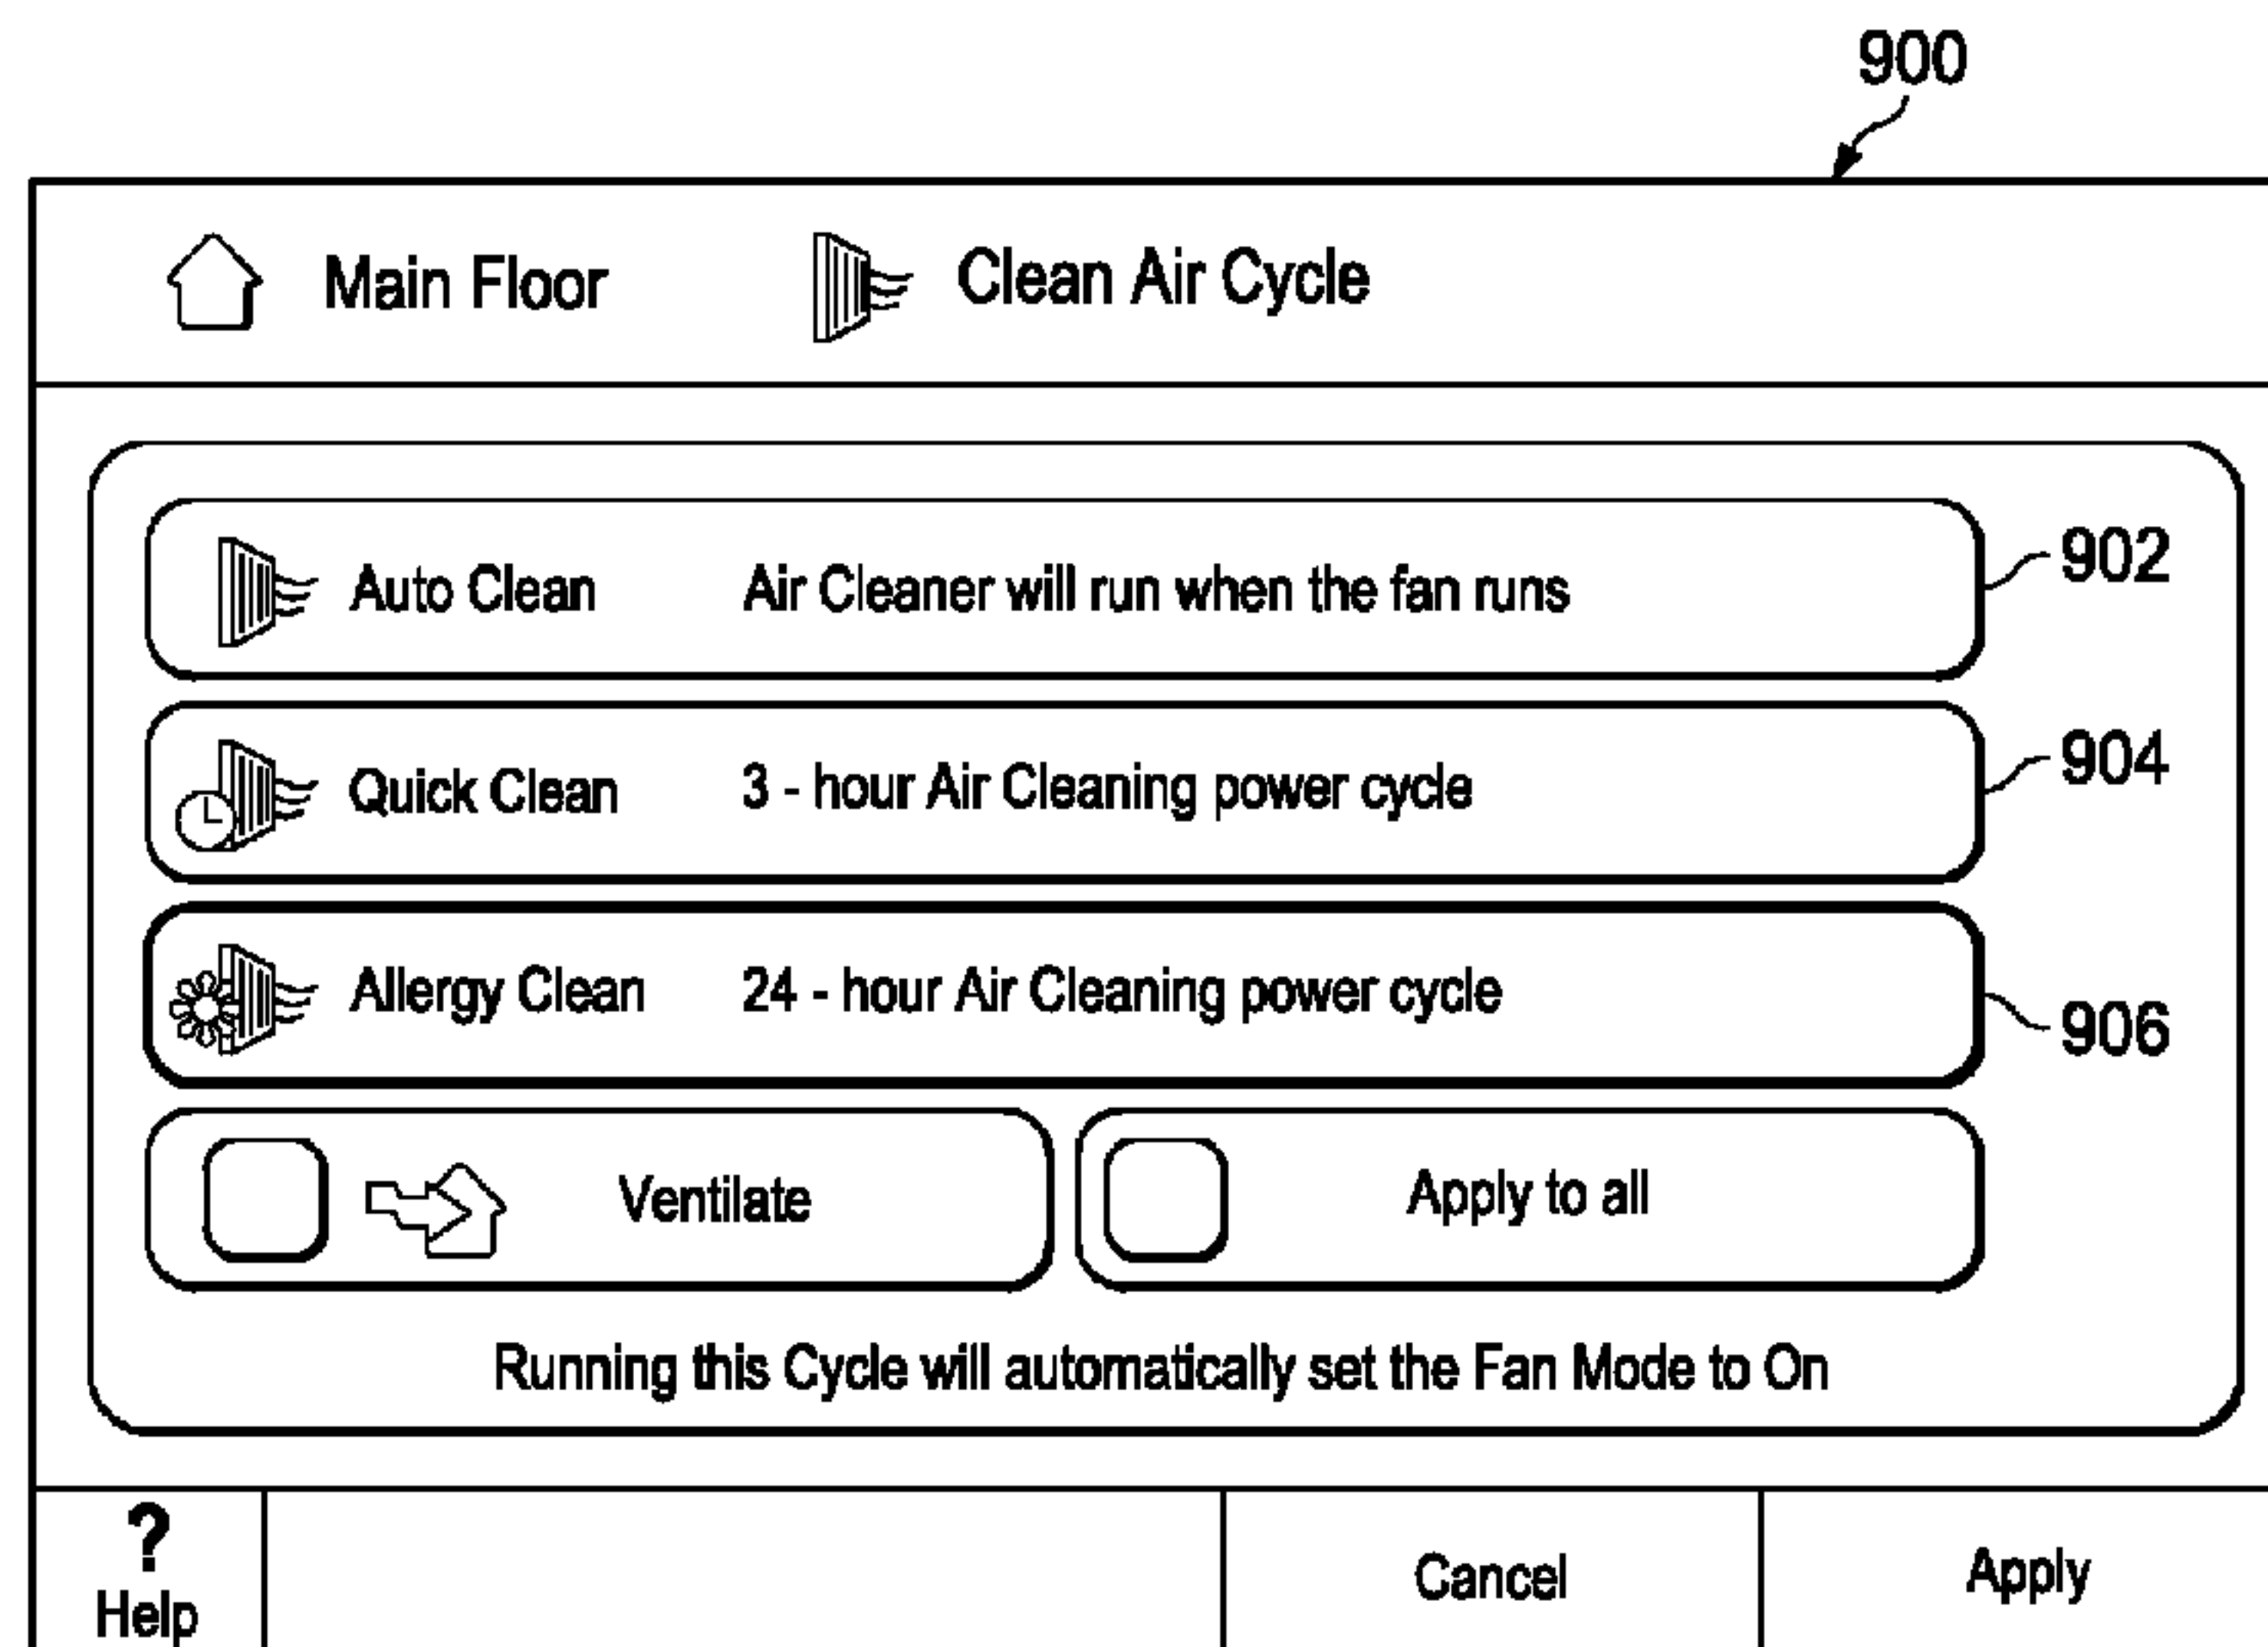 900
Main Floor Clean Air Cycle
Auto Clean Air Cleaner will run when the fan runs 902
Quick Clean 3 - hour Air Cleaning power cycle 904
Allergy Clean 24 - hour Air Cleaning power cycle 906
Ventilate Apply to all
Running this Cycle will automatically set the Fan Mode to On
? Cancel Apply
Help